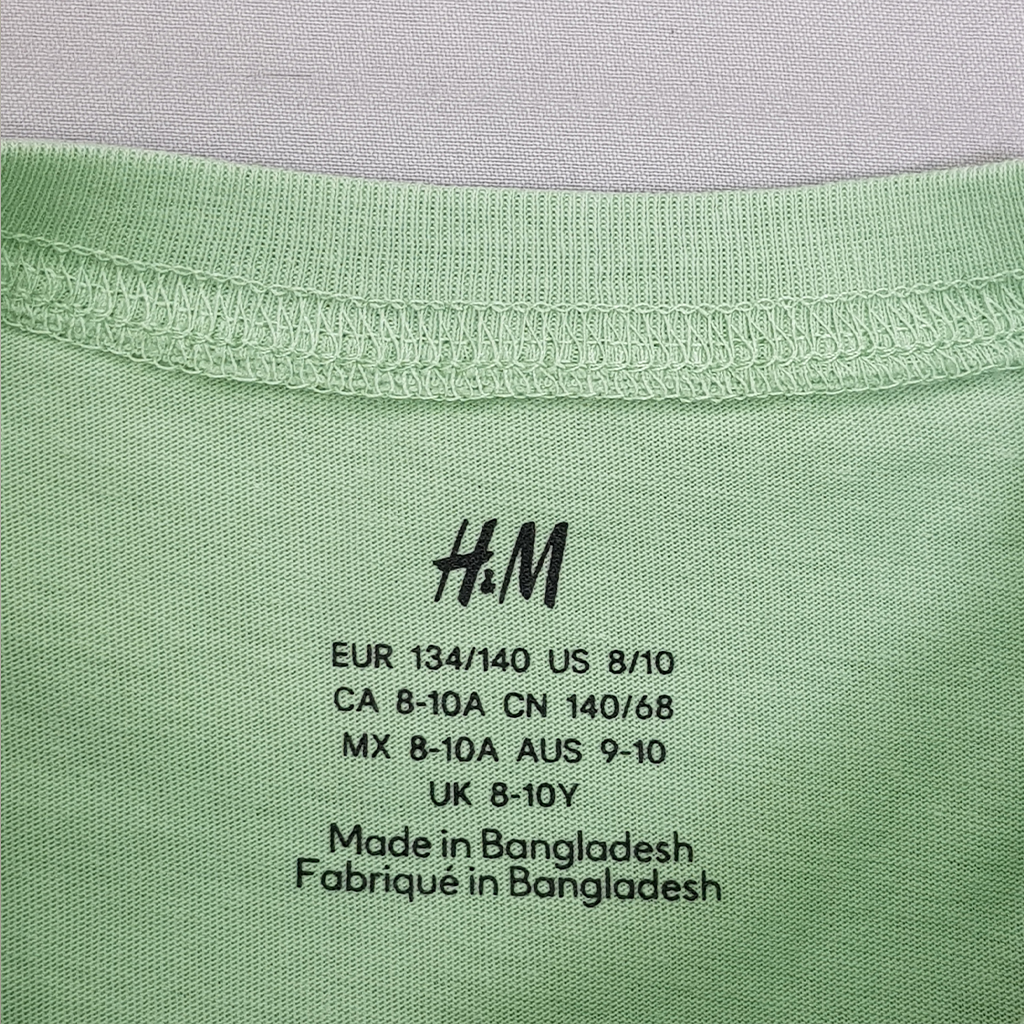 H&M
EUR 134/140 US 8/10
CA 8-10A CN 140/68
MX 8-10A AUS 9-10
UK 8-10Y
Made in Bangladesh
Fabriqué in Bangladesh